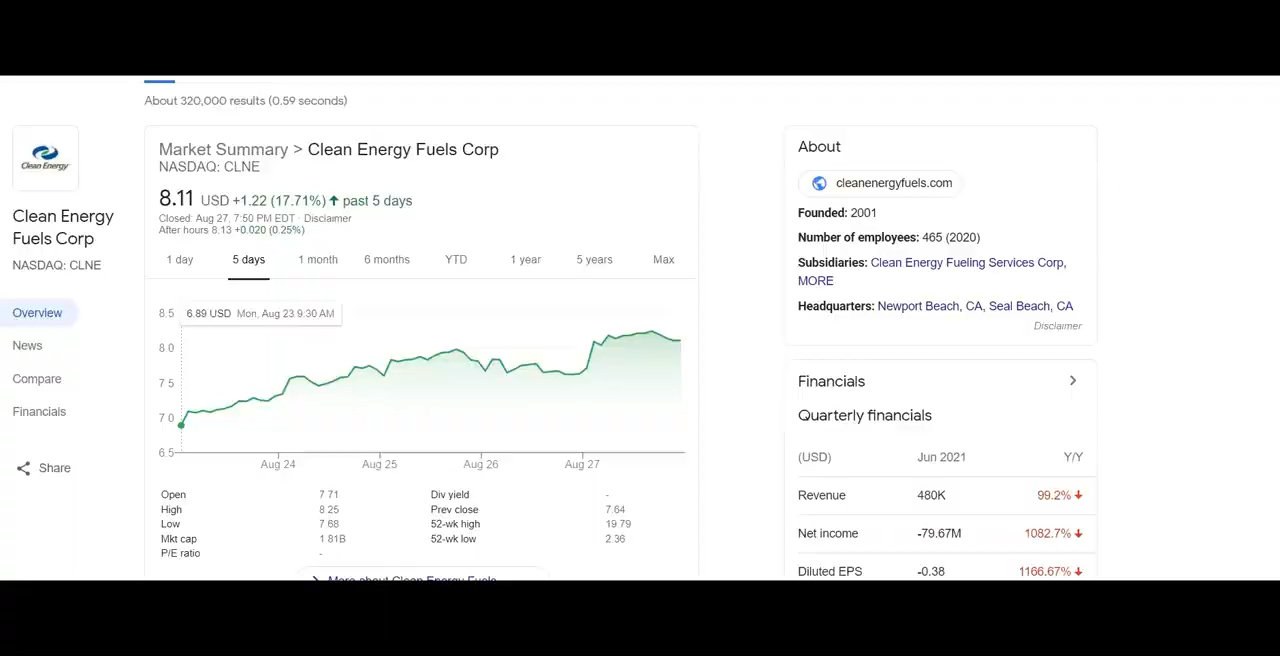 About 320,000 results (0.59 seconds)
Clean Energy
Clean Energy
Fuels Corp
NASDAQ: CLNE
Overview
News
Compare
Financials
Share
Market Summary > Clean Energy Fuels Corp
NASDAQ: CLNE
8.11 USD +1.22 (17.71%) ↑ past 5 days
Closed: Aug 27, 7:50 PM EDT · Disclaimer
After hours 8.13 +0.020 (0.25%)
1 day 5 days 1 month 6 months YTD 1 year 5 years Max
6.89 USD Mon, Aug 23 9:30 AM
8.5
8.0
7.5
7.0
6.5
Aug 24 Aug 25 Aug 26 Aug 27
Open 7.71 Div yield -
High 8.25 Prev close 7.64
Low 7.68 52-wk high 19.79
Mkt cap 1.81B 52-wk low 2.36
P/E ratio -
More about Clean Energy Fuels
About
cleanenergyfuels.com
Founded: 2001
Number of employees: 465 (2020)
Subsidiaries: Clean Energy Fueling Services Corp,
MORE
Headquarters: Newport Beach, CA, Seal Beach, CA
Disclaimer
Financials
Quarterly financials
(USD) Jun 2021 Y/Y
Revenue 480K 99.2% ↓
Net income -79.67M 1082.7% ↓
Diluted EPS -0.38 1166.67% ↓